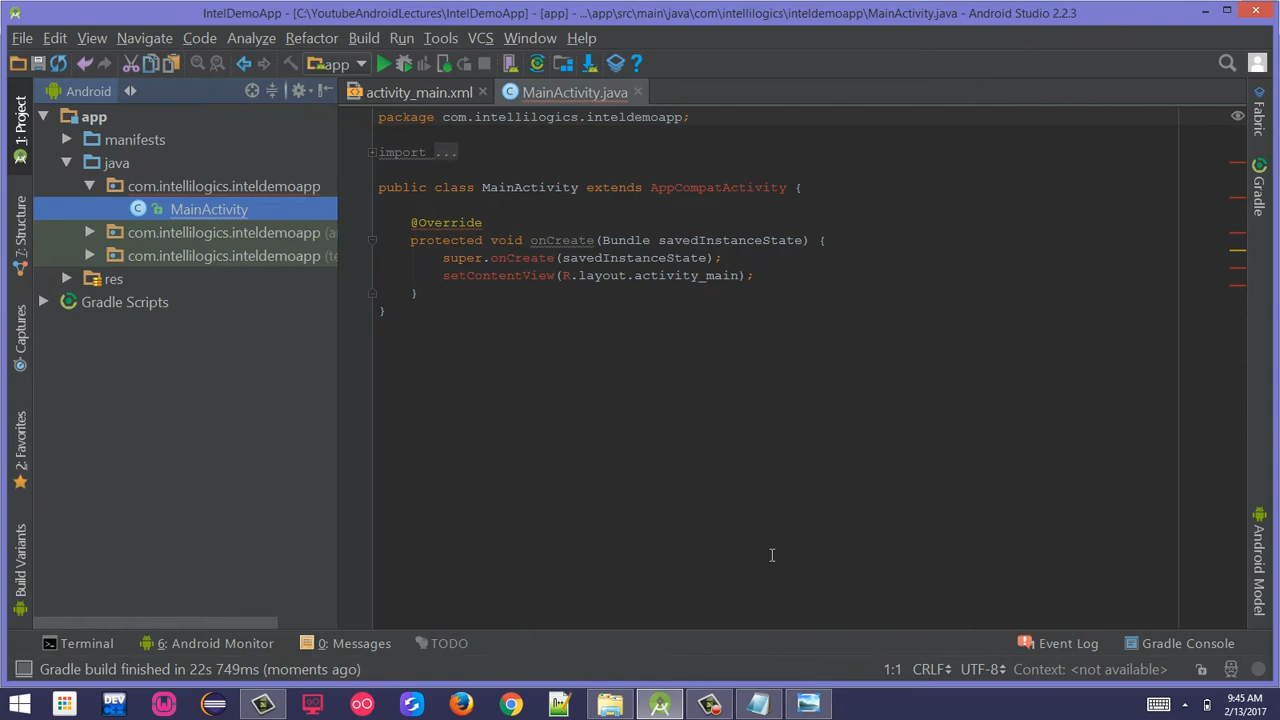 IntelDemoApp - [C:\YoutubeAndroidLectures\IntelDemoApp] - [app] - ...\app\src\main\java\com\intellilogics\inteldemoapp\MainActivity.java - Android Studio 2.2.3
File Edit View Navigate Code Analyze Refactor Build Run Tools VCS Window Help
app
Android
activity_main.xml
MainActivity.java
app
manifests
java
com.intellilogics.inteldemoapp
MainActivity
com.intellilogics.inteldemoapp (ar
com.intellilogics.inteldemoapp (te
res
Gradle Scripts
1: Project
7: Structure
Captures
2: Favorites
Build Variants
package com.intellilogics.inteldemoapp;
import ...
public class MainActivity extends AppCompatActivity {
@Override
protected void onCreate(Bundle savedInstanceState) {
super.onCreate(savedInstanceState);
setContentView(R.layout.activity_main);
}
}
Fabric
Gradle
Android Model
Terminal
6: Android Monitor
0: Messages
TODO
Event Log
Gradle Console
Gradle build finished in 22s 749ms (moments ago)
1:1 CRLF÷ UTF-8÷ Context: <not available>
DEV
9:45 AM
2/13/2017